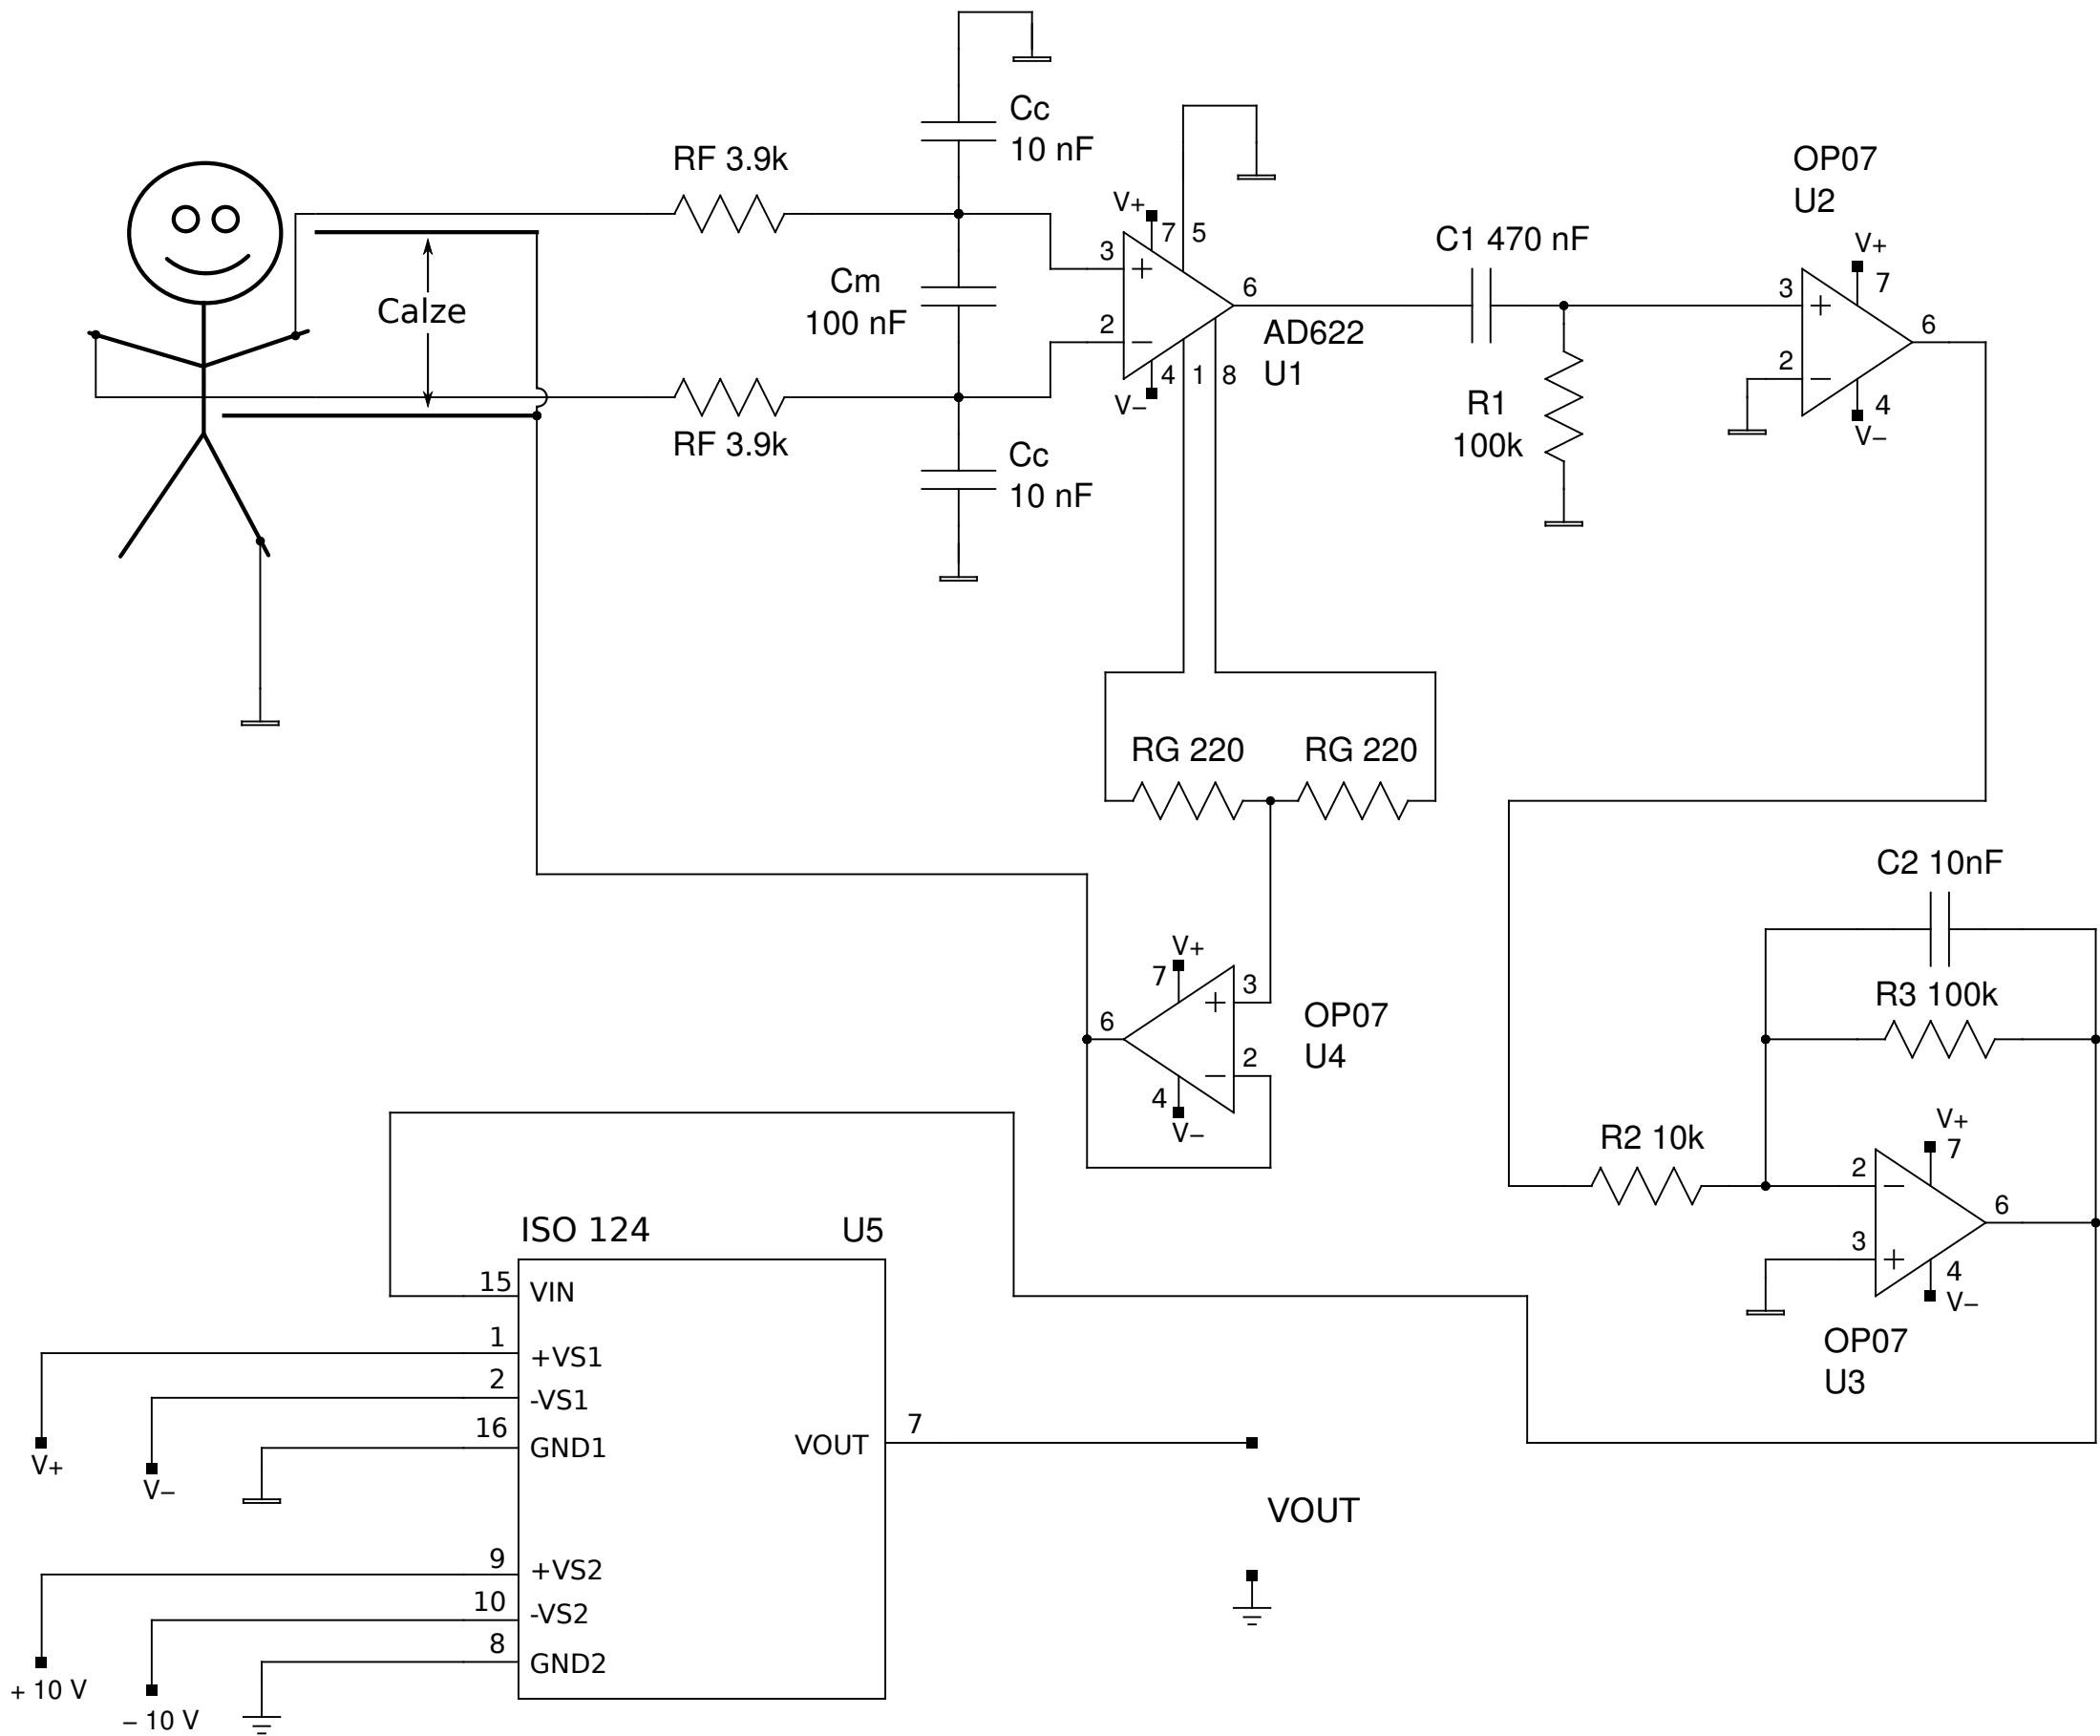 Cc
10 nF
RF 3.9k
OP07
U2
V+
7
5
C1 470 nF
V+
7
3
+
6
Cm
100 nF
Calze
3
+
6
2
−
AD622
U1
4
1
8
V−
2
−
4
V−
R1
100k
RF 3.9k
Cc
10 nF
RG 220
RG 220
C2 10nF
V+
7
3
+
R3 100k
OP07
U4
6
2
−
4
V−
V+
7
R2 10k
2
−
6
3
+
4
V−
OP07
U3
ISO 124
U5
15
VIN
1
+VS1
2
-VS1
16
GND1
V+
V−
VOUT
7
VOUT
9
+VS2
10
-VS2
8
GND2
+ 10 V
− 10 V